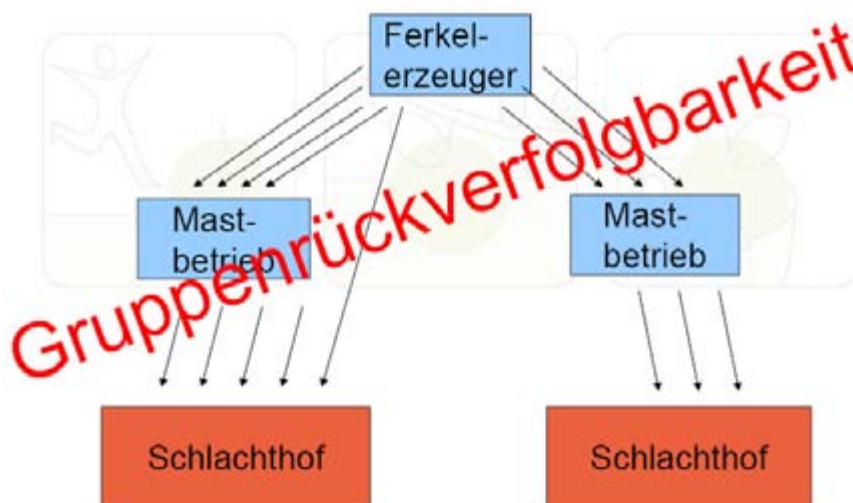 Ferkel-
erzeuger
Gruppenrückverfolgbarkeit
Mast-
betrieb
Mast-
betrieb
Schlachthof
Schlachthof